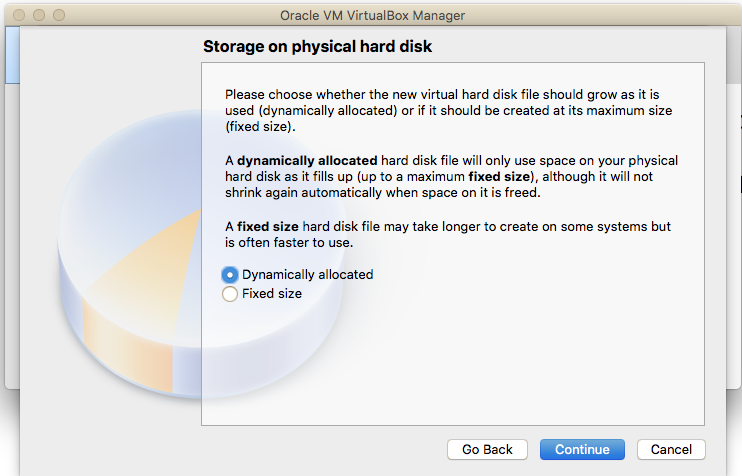 Oracle VM VirtualBox Manager
Storage on physical hard disk
Please choose whether the new virtual hard disk file should grow as it is
used (dynamically allocated) or if it should be created at its maximum size
(fixed size).
A dynamically allocated hard disk file will only use space on your physical
hard disk as it fills up (up to a maximum fixed size), although it will not
shrink again automatically when space on it is freed.
A fixed size hard disk file may take longer to create on some systems but
is often faster to use.
Dynamically allocated
Fixed size
Go Back
Continue
Cancel